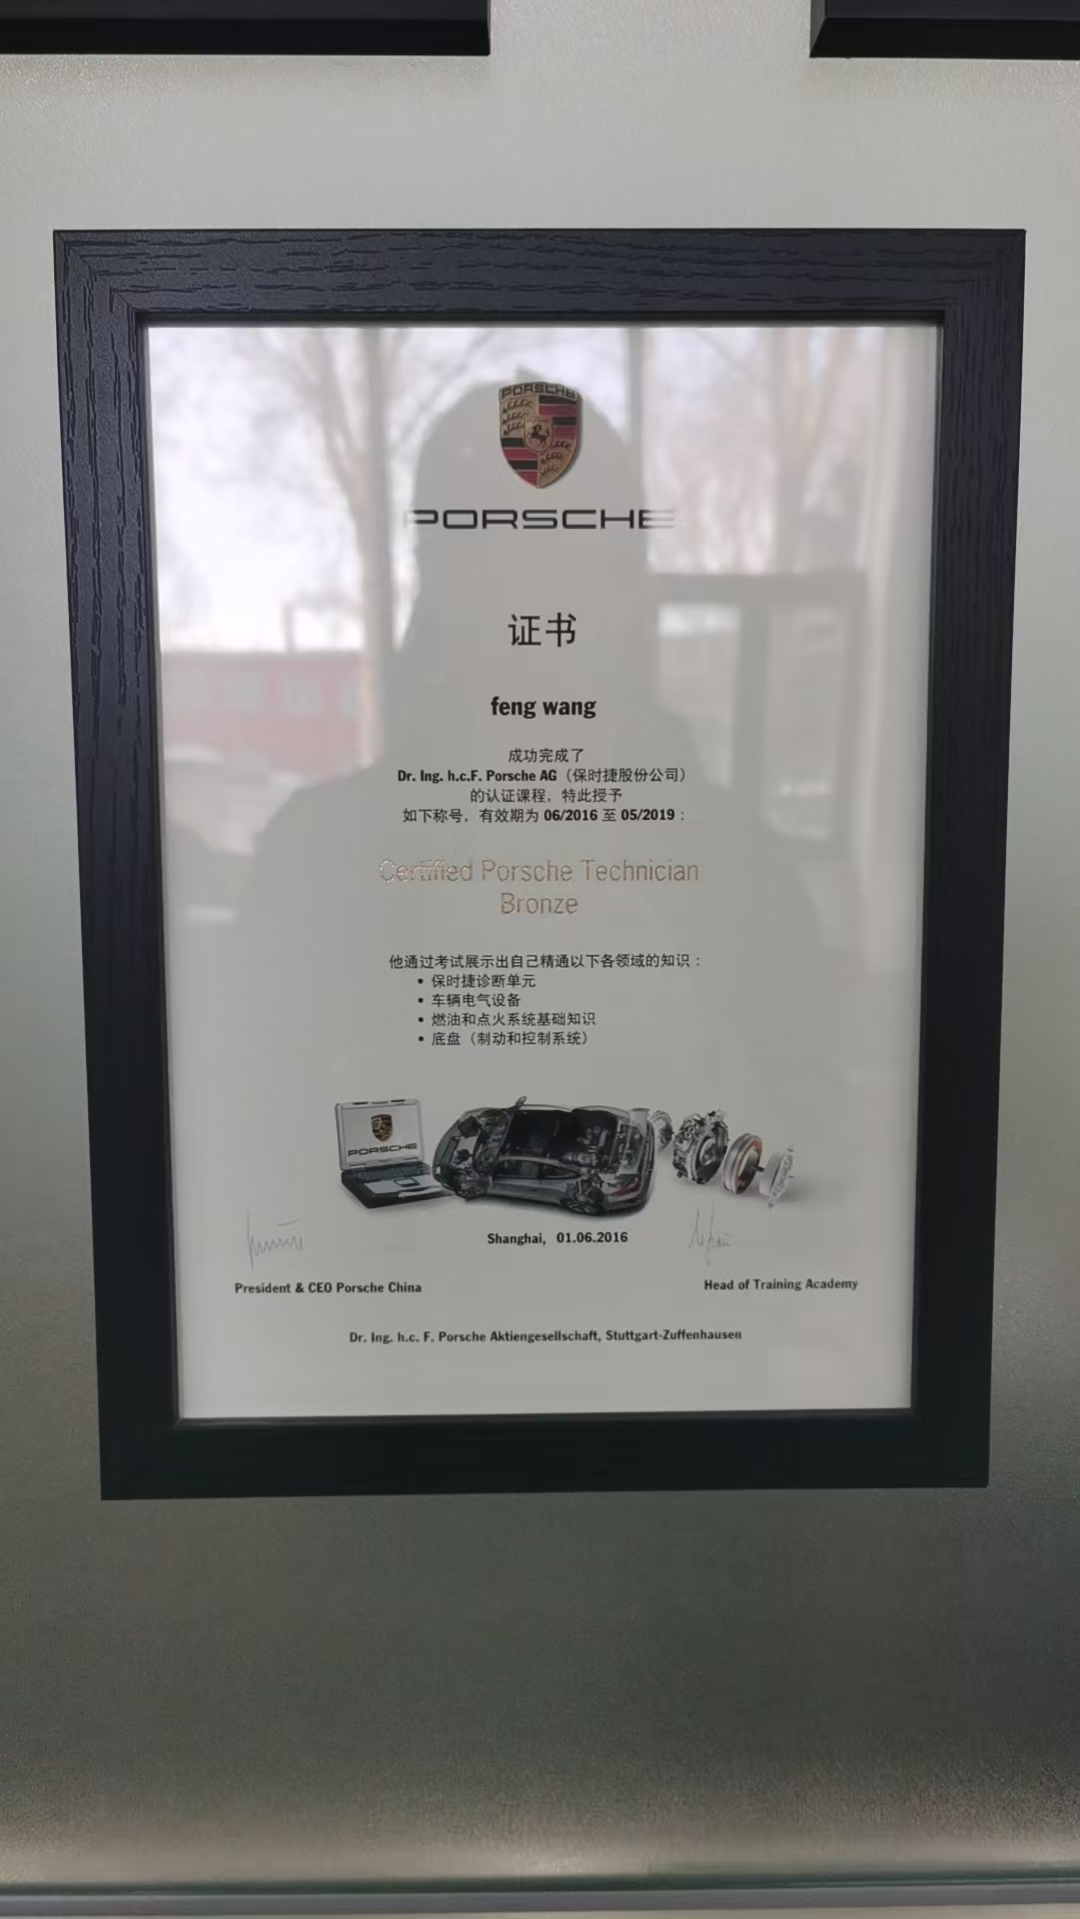 PORSCHE
PORSCHE
证书
feng wang
成功完成了
Dr. Ing. h.c.F. Porsche AG（保时捷股份公司）
的认证课程，特此授予
如下称号，有效期为 06/2016 至 05/2019：
Certified Porsche Technician
Bronze
他通过考试展示出自己精通以下各领域的知识：
• 保时捷诊断单元
• 车辆电气设备
• 燃油和点火系统基础知识
• 底盘（制动和控制系统）
PORSCHE
Shanghai, 01.06.2016
President & CEO Porsche China
Head of Training Academy
Dr. Ing. h.c. F. Porsche Aktiengesellschaft, Stuttgart-Zuffenhausen